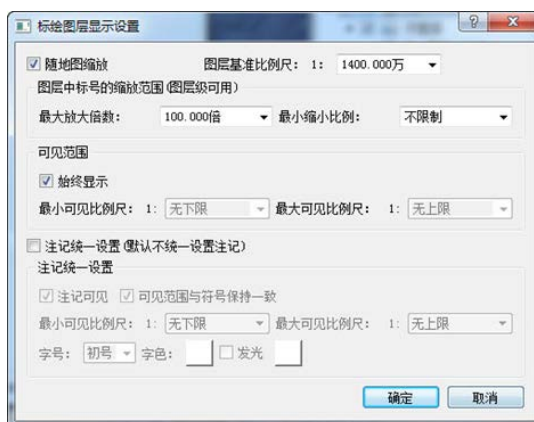 标绘图层显示设置
随地图缩放 图层基准比例尺: 1: 1400.000万
图层中标号的缩放范围(图层级可用)
最大放大倍数: 100.000倍 最小缩小比例: 不限制
可见范围
始终显示
最小可见比例尺: 1: 无下限 最大可见比例尺: 1: 无上限
注记统一设置(默认不统一设置注记)
注记统一设置
注记可见 可见范围与符号保持一致
最小可见比例尺: 1: 无下限 最大可见比例尺: 1: 无上限
字号: 初号 字色: 发光
确定 取消